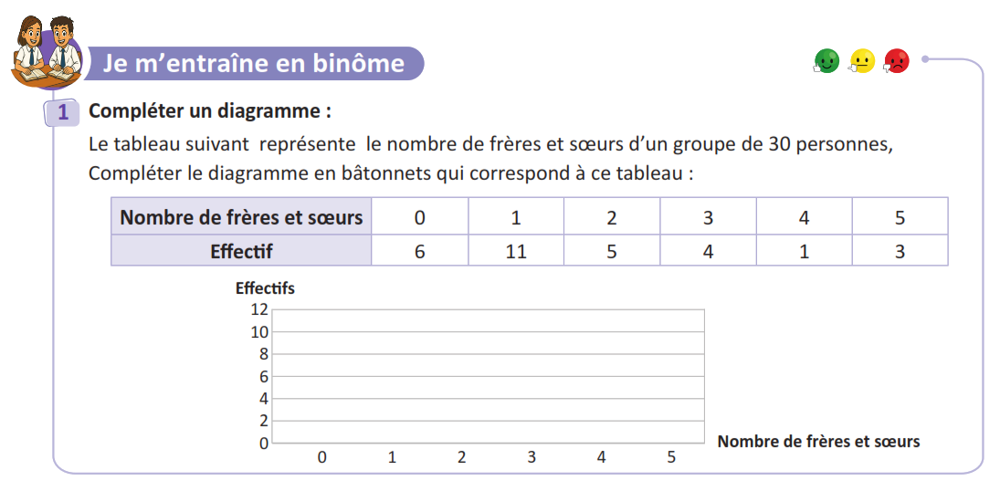 Je m’entraîne en binôme
1 Compléter un diagramme :
Le tableau suivant représente le nombre de frères et sœurs d’un groupe de 30 personnes,
Compléter le diagramme en bâtonnets qui correspond à ce tableau :
Nombre de frères et sœurs 0 1 2 3 4 5
Effectif 6 11 5 4 1 3
Effectifs
12
10
8
6
4
2
0
Nombre de frères et sœurs
0 1 2 3 4 5